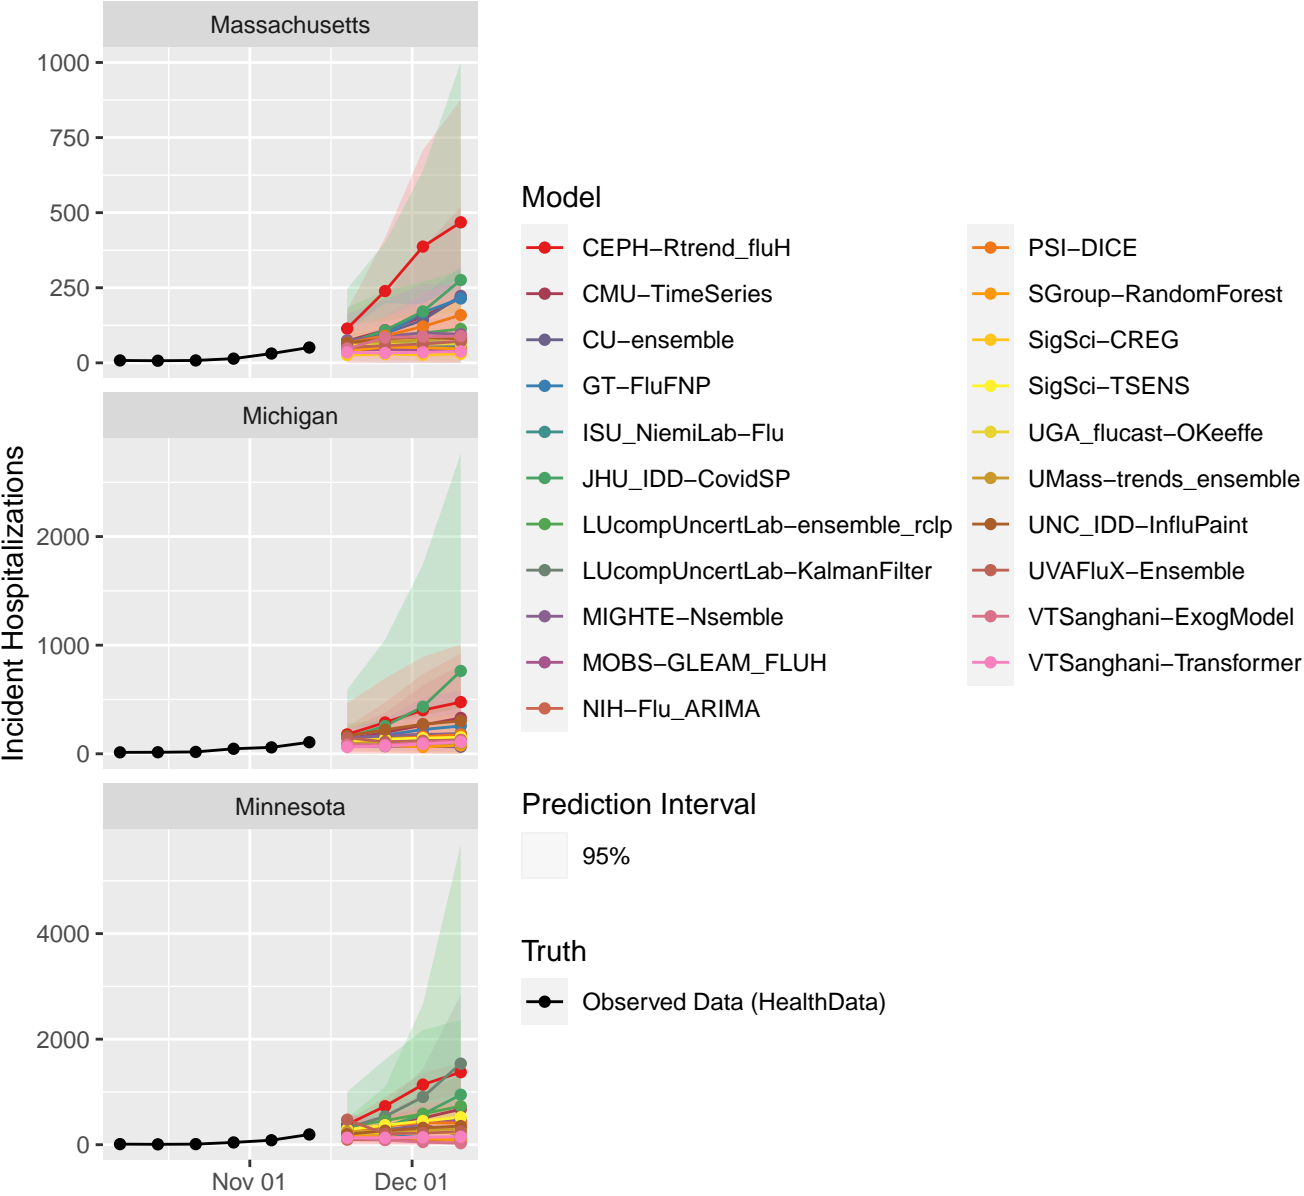 Incident Hospitalizations
Massachusetts
1000
750
500
250
0
Michigan
2000
1000
0
Minnesota
4000
2000
0
Nov 01
Dec 01
Model
CEPH−Rtrend_fluH
CMU−TimeSeries
CU−ensemble
GT−FluFNP
ISU_NiemiLab−Flu
JHU_IDD−CovidSP
LUcompUncertLab−ensemble_rclp
LUcompUncertLab−KalmanFilter
MIGHTE−Nsemble
MOBS−GLEAM_FLUH
NIH−Flu_ARIMA
PSI−DICE
SGroup−RandomForest
SigSci−CREG
SigSci−TSENS
UGA_flucast−OKeeffe
UMass−trends_ensemble
UNC_IDD−InfluPaint
UVAFluX−Ensemble
VTSanghani−ExogModel
VTSanghani−Transformer
Prediction Interval
95%
Truth
Observed Data (HealthData)